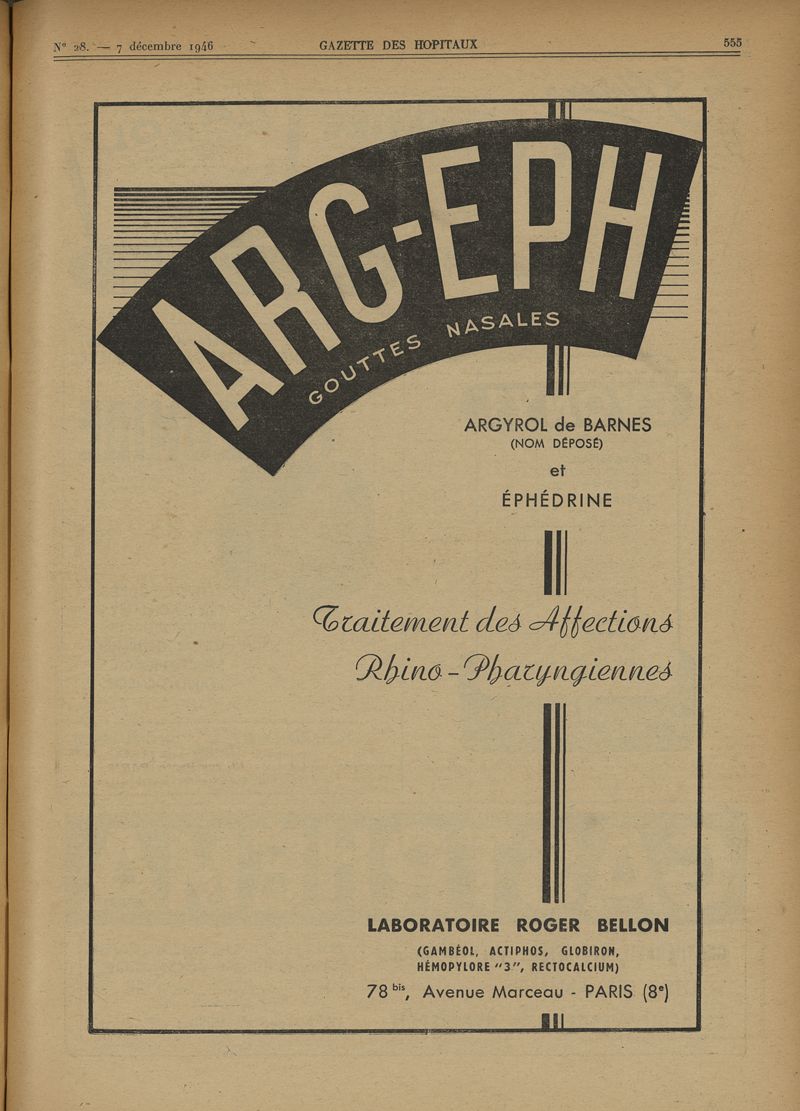 N° 28. — 7 décembre 1946 GAZETTE DES HOPITAUX 555
ARG-EPH
GOUTTES NASALES
ARGYROL de BARNES
(NOM DÉPOSÉ)
et
ÉPHÉDRINE
Traitement des Affections
Rhino-Pharyngiennes
LABORATOIRE ROGER BELLON
(GAMBÉOL, ACTIPHOS, GLOBIRON,
HÉMOPYLORE "3", RECTOCALCIUM)
78 bis, Avenue Marceau - PARIS (8e)